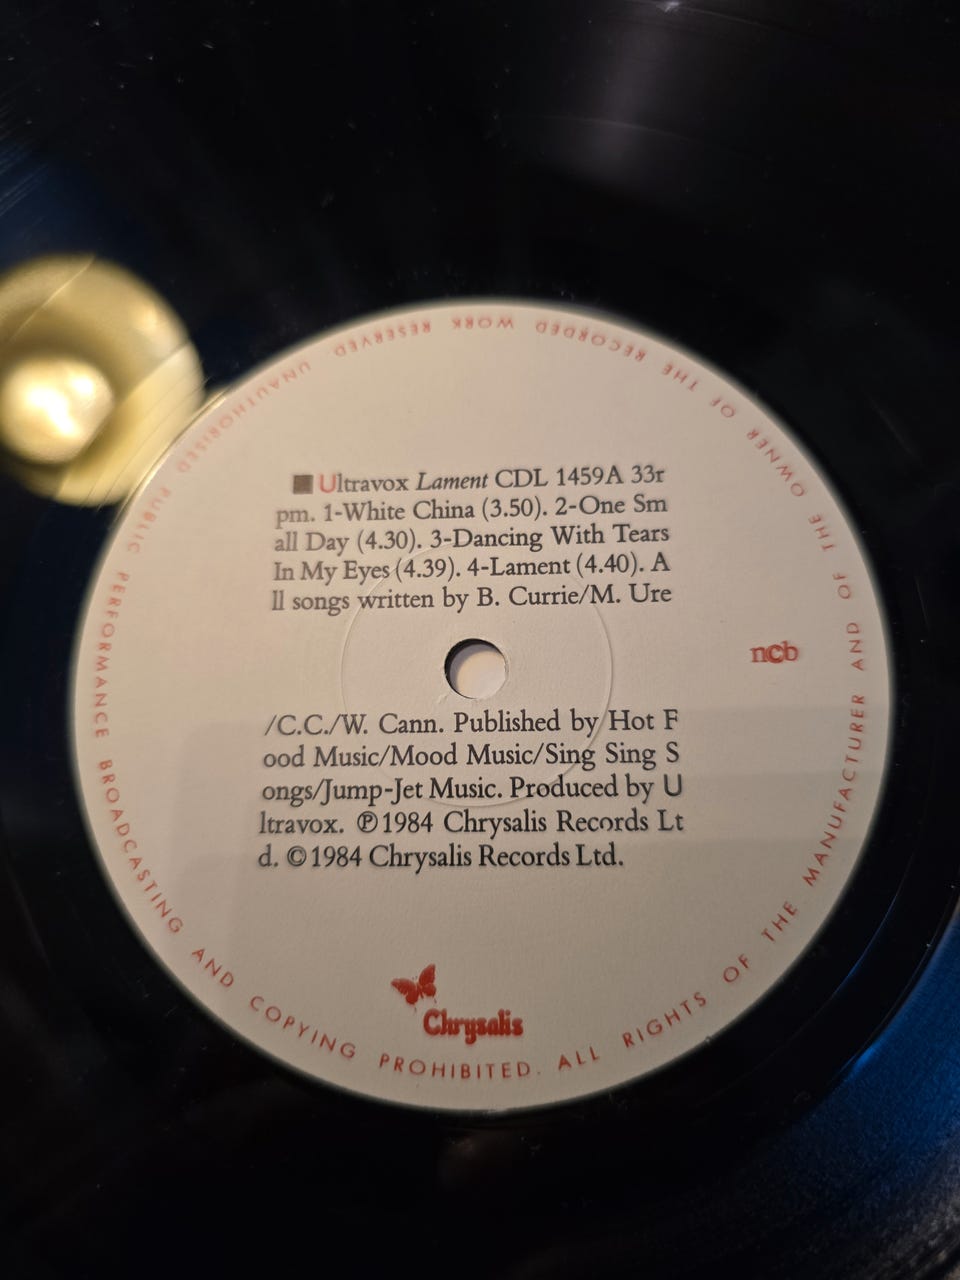 Ultravox Lament CDL 1459A 33r
pm. 1-White China (3.50). 2-One Sm
all Day (4.30). 3-Dancing With Tears
In My Eyes (4.39). 4-Lament (4.40). A
ll songs written by B. Currie/M. Ure
ncb
/C.C./W. Cann. Published by Hot F
ood Music/Mood Music/Sing Sing S
ongs/Jump-Jet Music. Produced by U
ltravox. ℗1984 Chrysalis Records Lt
d. ©1984 Chrysalis Records Ltd.
Chrysalis
ALL RIGHTS OF THE MANUFACTURER AND OF THE OWNER OF THE RECORDED WORK RESERVED. UNAUTHORISED PUBLIC PERFORMANCE BROADCASTING AND COPYING PROHIBITED.